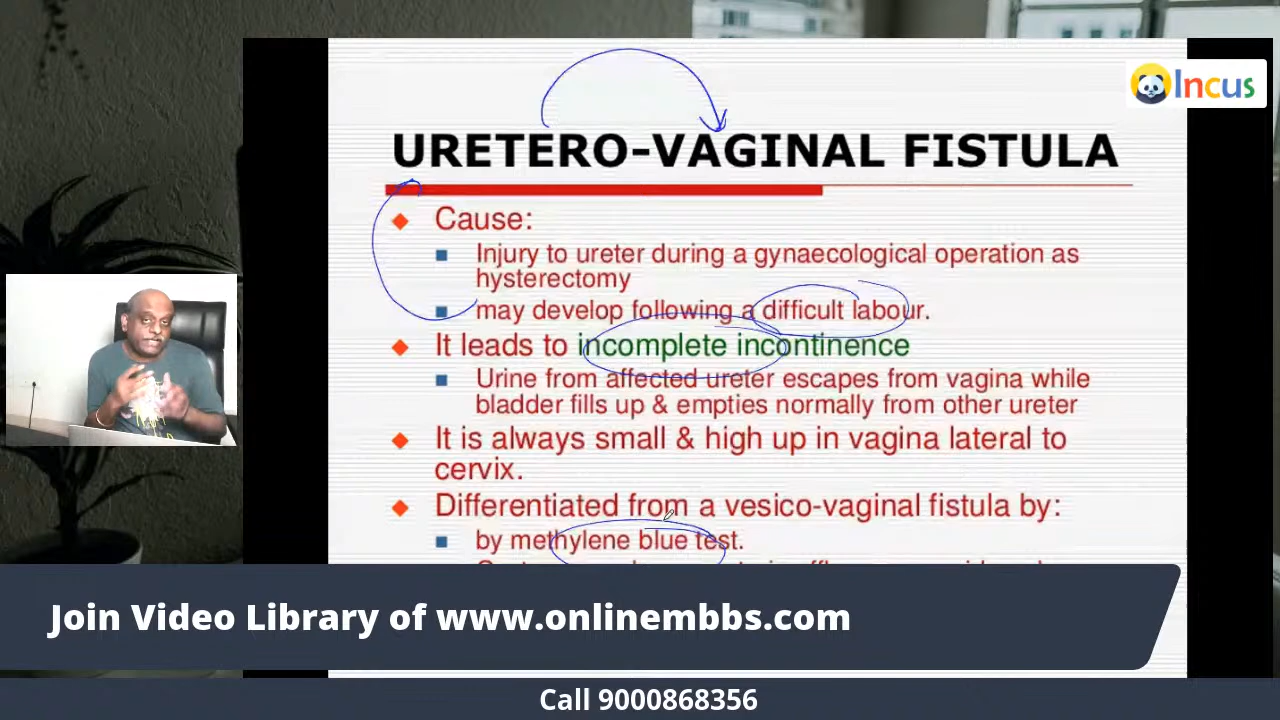 Incus
URETERO-VAGINAL FISTULA
Cause:
Injury to ureter during a gynaecological operation as
hysterectomy
may develop following a difficult labour.
It leads to incomplete incontinence
Urine from affected ureter escapes from vagina while
bladder fills up & empties normally from other ureter
It is always small & high up in vagina lateral to
cervix.
Differentiated from a vesico-vaginal fistula by:
by methylene blue test.
Join Video Library of www.onlinembbs.com
Call 9000868356